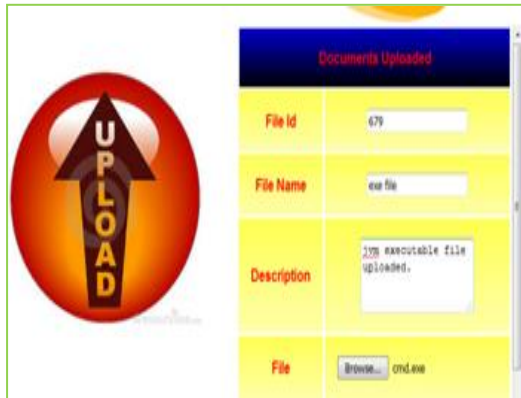 UPLOAD
Documents Uploaded
File Id
679
File Name
exe file
Description
jvm executable file
uploaded.
File
Browse... cmd.exe